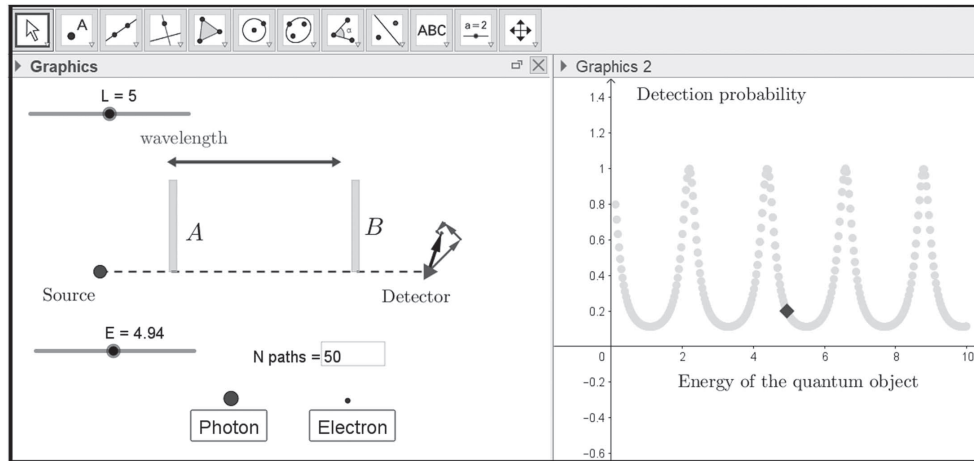 A
α
ABC
a=2
Graphics
L = 5
wavelength
A
B
Source
Detector
E = 4.94
N paths = 50
Photon
Electron
Graphics 2
Detection probability
1.4
1.2
1
0.8
0.6
0.4
0.2
0
2
4
6
8
10
−0.2
Energy of the quantum object
−0.4
−0.6